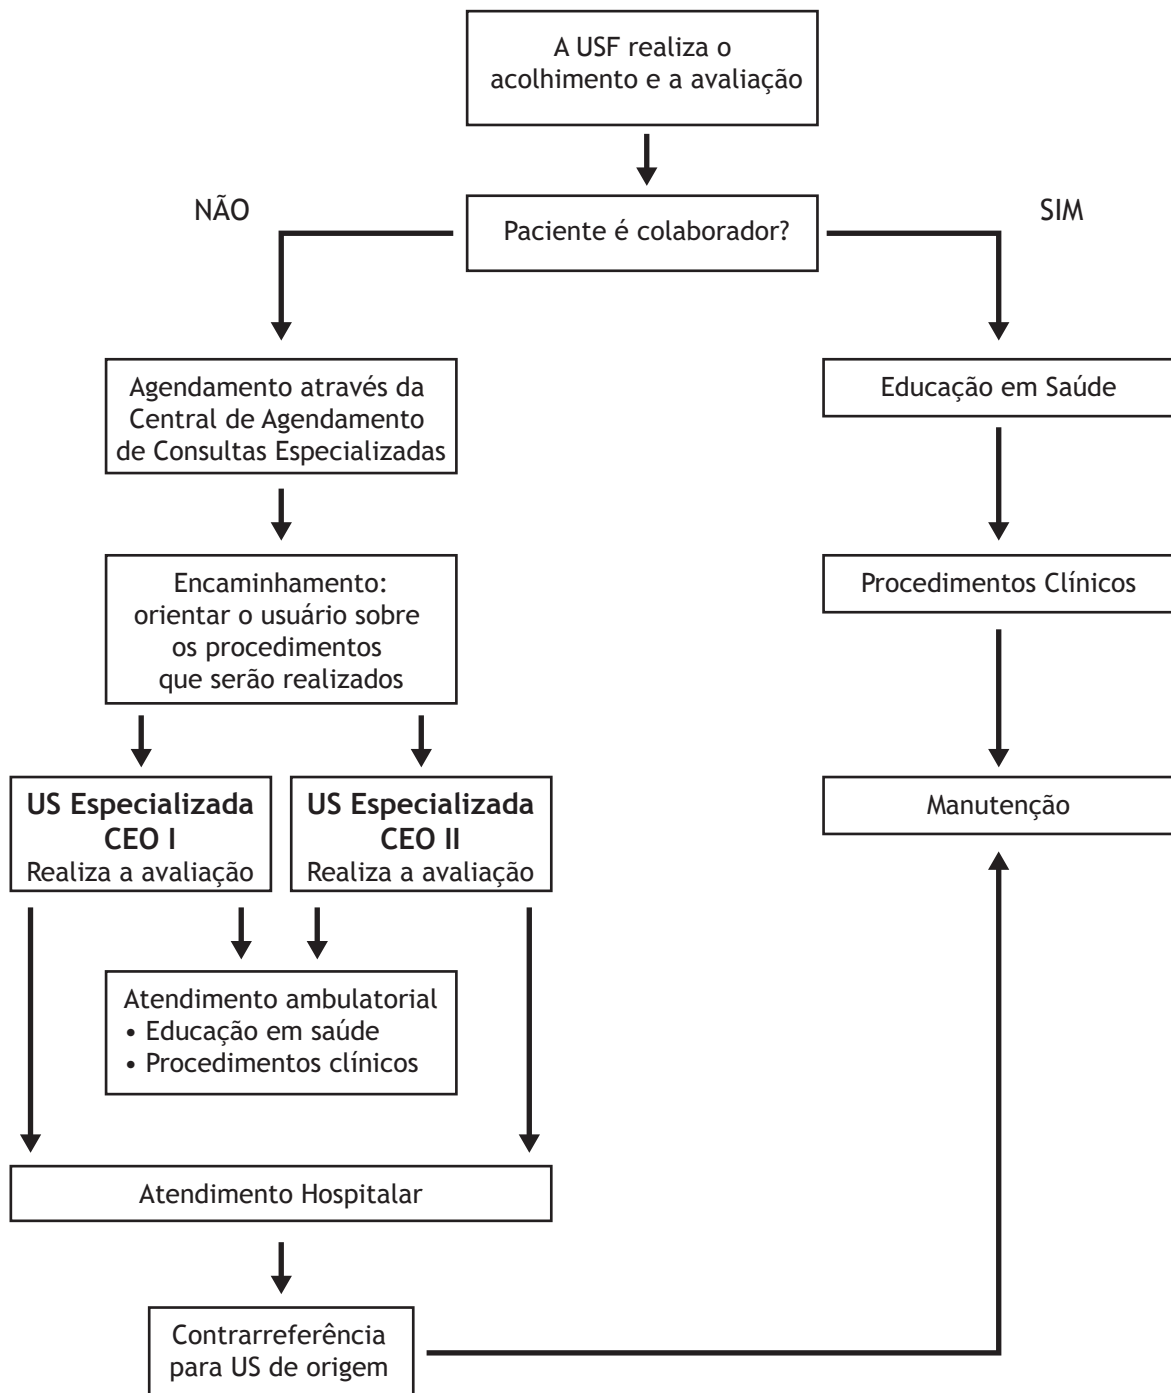 A USF realiza o
acolhimento e a avaliação
NÃO
SIM
Paciente é colaborador?
Agendamento através da
Central de Agendamento
de Consultas Especializadas
Educação em Saúde
Encaminhamento:
orientar o usuário sobre
os procedimentos
que serão realizados
Procedimentos Clínicos
US Especializada
CEO I
Realiza a avaliação
US Especializada
CEO II
Realiza a avaliação
Manutenção
Atendimento ambulatorial
• Educação em saúde
• Procedimentos clínicos
Atendimento Hospitalar
Contrarreferência
para US de origem